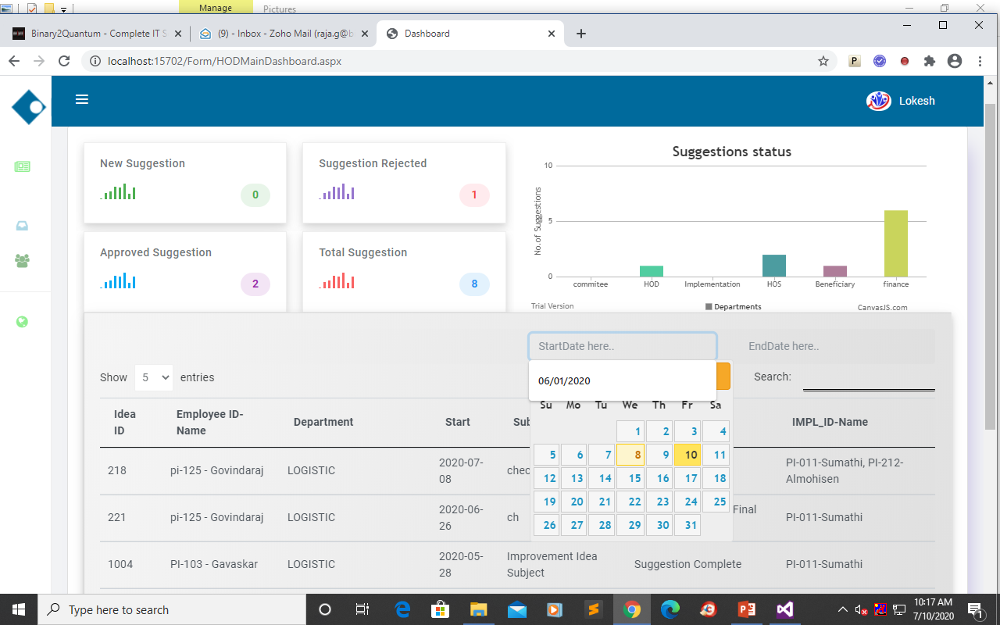 Manage
Pictures
Binary2Quantum - Complete IT S
(9) - Inbox - Zoho Mail (raja.g@b
Dashboard
localhost:15702/Form/HODMainDashboard.aspx
P
Lokesh
New Suggestion
0
Suggestion Rejected
1
Approved Suggestion
2
Total Suggestion
8
Suggestions status
No.of Suggestions
10
5
0
commitee HOD Implementation HOS Beneficiary finance
Trial Version
Departments
CanvasJS.com
StartDate here..
EndDate here..
06/01/2020
Show 5 entries
Search:
Su Mo Tu We Th Fr Sa
1 2 3 4
5 6 7 8 9 10 11
12 13 14 15 16 17 18
19 20 21 22 23 24 25
26 27 28 29 30 31
Idea ID
Employee ID-Name
Department
Start
Sub
IMPL_ID-Name
218
pi-125 - Govindaraj
LOGISTIC
2020-07-08
chec
PI-011-Sumathi, PI-212-Almohisen
221
pi-125 - Govindaraj
LOGISTIC
2020-06-26
ch
Final
PI-011-Sumathi
1004
PI-103 - Gavaskar
LOGISTIC
2020-05-28
Improvement Idea Subject
Suggestion Complete
PI-011-Sumathi
Type here to search
10:17 AM
7/10/2020
1